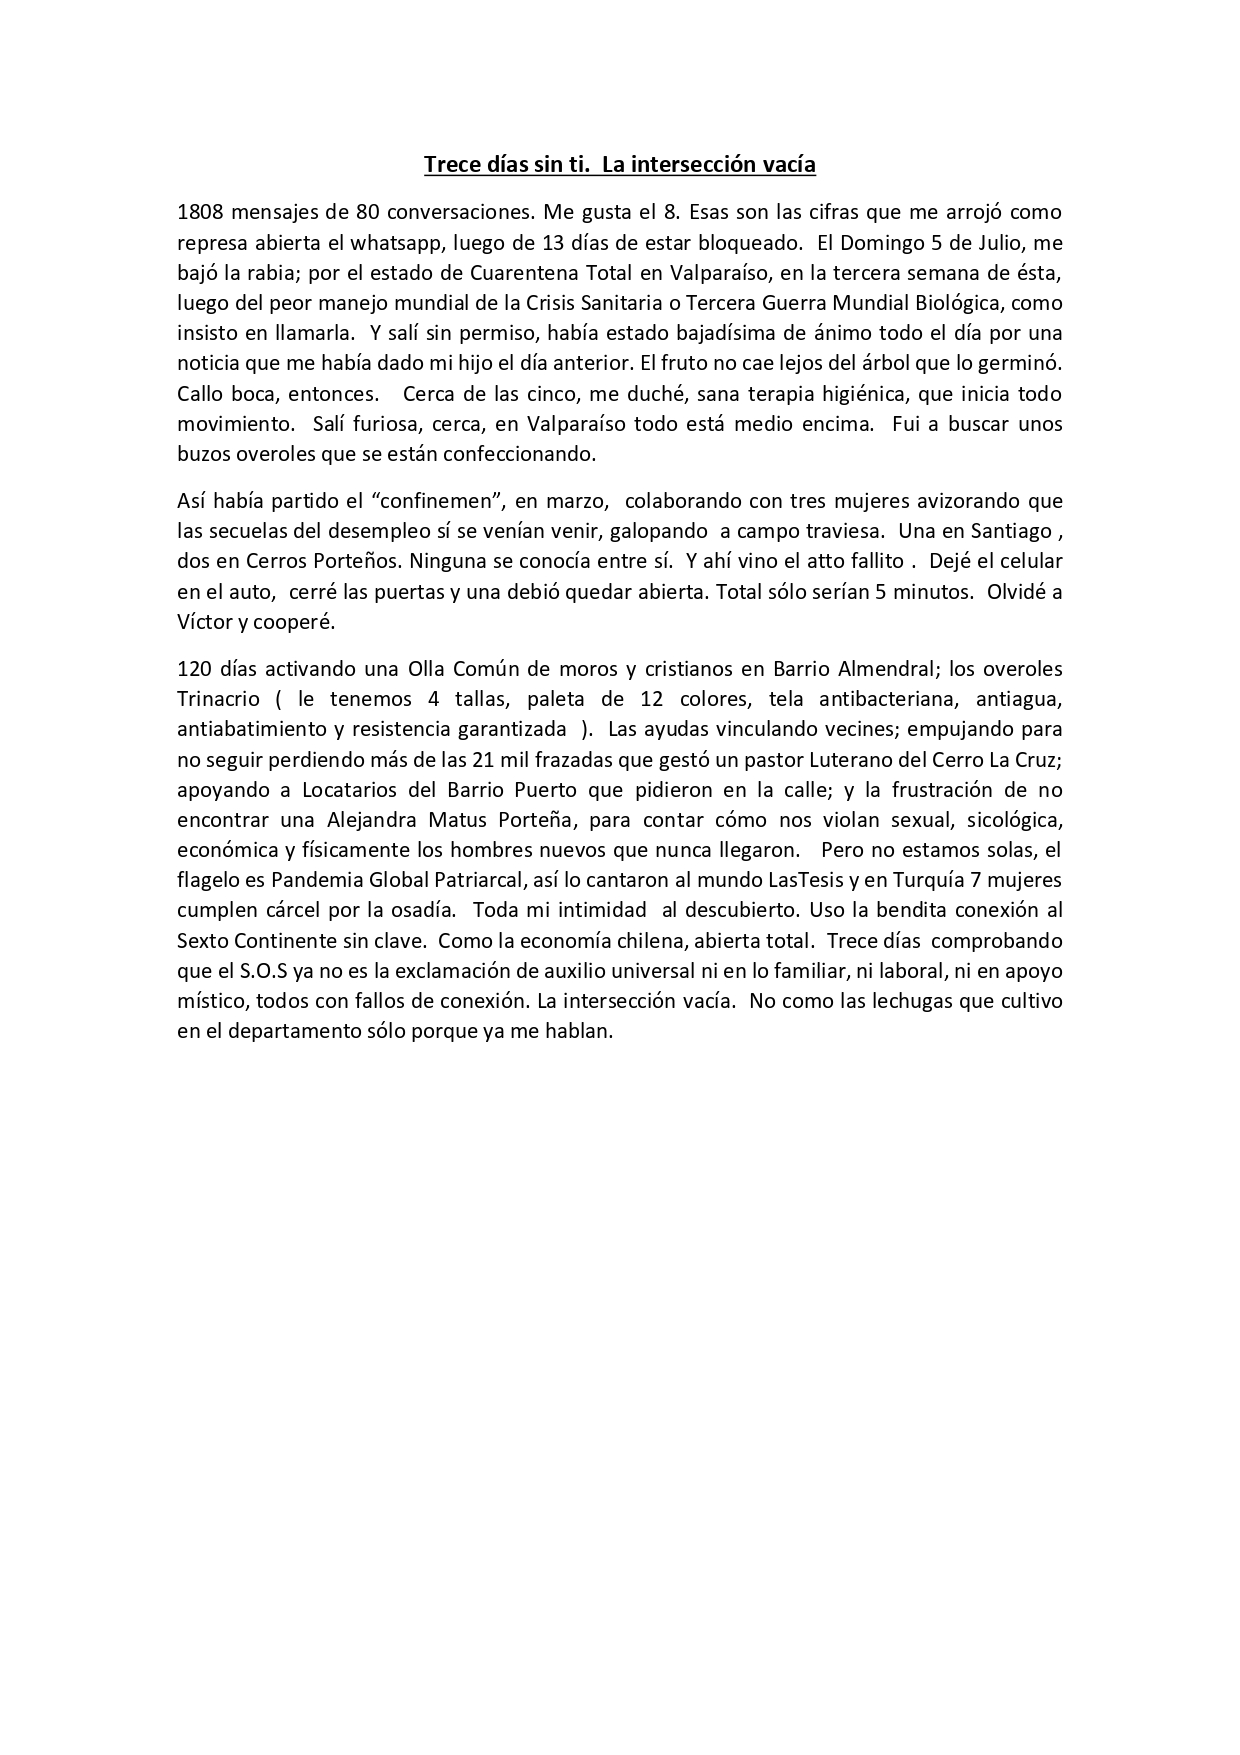 Trece días sin ti.  La intersección vacía
1808 mensajes de 80 conversaciones. Me gusta el 8. Esas son las cifras que me arrojó como
represa abierta el whatsapp, luego de 13 días de estar bloqueado.  El Domingo 5 de Julio, me
bajó la rabia; por el estado de Cuarentena Total en Valparaíso, en la tercera semana de ésta,
luego del peor manejo mundial de la Crisis Sanitaria o Tercera Guerra Mundial Biológica, como
insisto en llamarla.  Y salí sin permiso, había estado bajadísima de ánimo todo el día por una
noticia que me había dado mi hijo el día anterior. El fruto no cae lejos del árbol que lo germinó.
Callo boca, entonces.   Cerca de las cinco, me duché, sana terapia higiénica, que inicia todo
movimiento.  Salí furiosa, cerca, en Valparaíso todo está medio encima.  Fui a buscar unos
buzos overoles que se están confeccionando.
Así había partido el “confinemen”, en marzo,  colaborando con tres mujeres avizorando que
las secuelas del desempleo sí se venían venir, galopando  a campo traviesa.  Una en Santiago ,
dos en Cerros Porteños. Ninguna se conocía entre sí.  Y ahí vino el atto fallito .  Dejé el celular
en el auto,  cerré las puertas y una debió quedar abierta. Total sólo serían 5 minutos.  Olvidé a
Víctor y cooperé.
120 días activando una Olla Común de moros y cristianos en Barrio Almendral; los overoles
Trinacrio ( le tenemos 4 tallas, paleta de 12 colores, tela antibacteriana, antiagua,
antiabatimiento y resistencia garantizada  ).  Las ayudas vinculando vecines; empujando para
no seguir perdiendo más de las 21 mil frazadas que gestó un pastor Luterano del Cerro La Cruz;
apoyando a Locatarios del Barrio Puerto que pidieron en la calle; y la frustración de no
encontrar una Alejandra Matus Porteña, para contar cómo nos violan sexual, sicológica,
económica y físicamente los hombres nuevos que nunca llegaron.   Pero no estamos solas, el
flagelo es Pandemia Global Patriarcal, así lo cantaron al mundo LasTesis y en Turquía 7 mujeres
cumplen cárcel por la osadía.  Toda mi intimidad  al descubierto. Uso la bendita conexión al
Sexto Continente sin clave.  Como la economía chilena, abierta total.  Trece días  comprobando
que el S.O.S ya no es la exclamación de auxilio universal ni en lo familiar, ni laboral, ni en apoyo
místico, todos con fallos de conexión. La intersección vacía.  No como las lechugas que cultivo
en el departamento sólo porque ya me hablan.